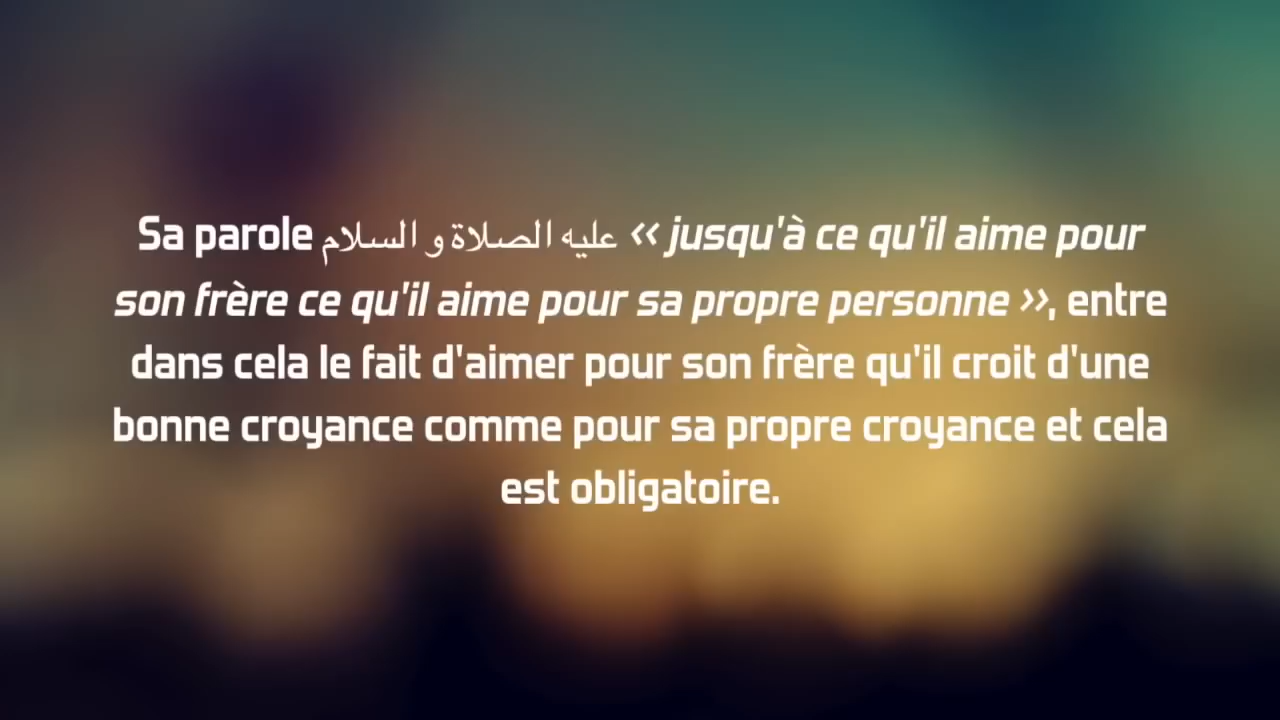 Sa parole عليه الصلاة و السلام << jusqu'à ce qu'il aime pour
son frère ce qu'il aime pour sa propre personne >>, entre
dans cela le fait d'aimer pour son frère qu'il croit d'une
bonne croyance comme pour sa propre croyance et cela
est obligatoire.